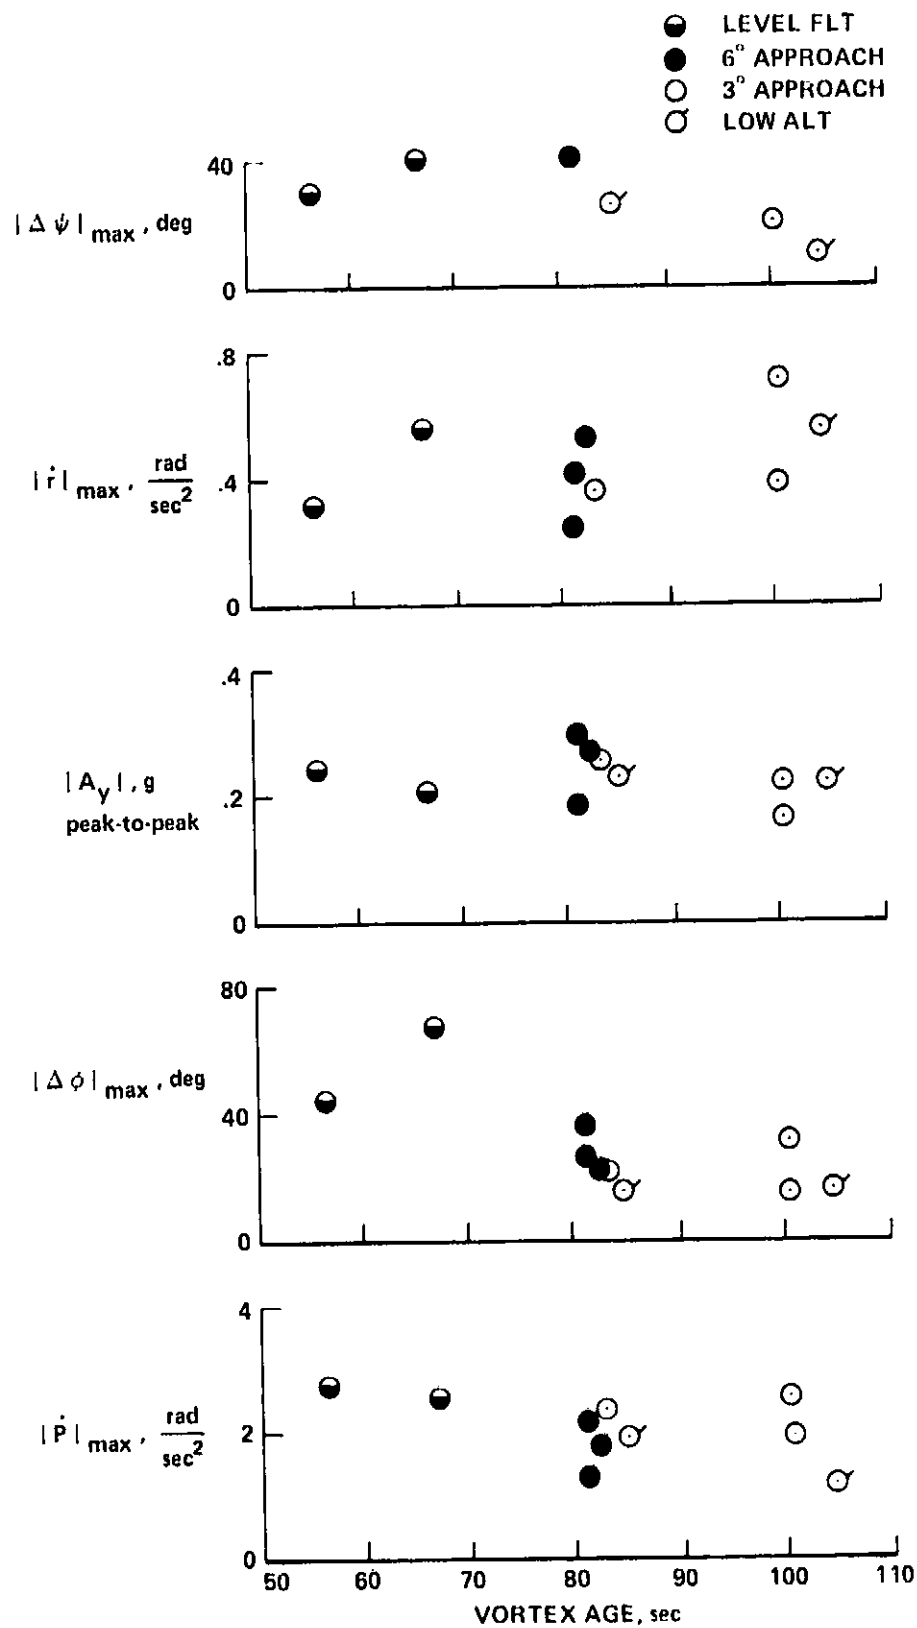 LEVEL FLT
6° APPROACH
3° APPROACH
LOW ALT
40
|Δψ| max, deg
0
.8
|ṙ| max, rad/sec²
.4
0
.4
|A_y|, g
.2
peak-to-peak
0
80
|Δφ| max, deg
40
0
4
|Ṗ| max, rad/sec²
2
0
50 60 80 90 100 110
VORTEX AGE, sec